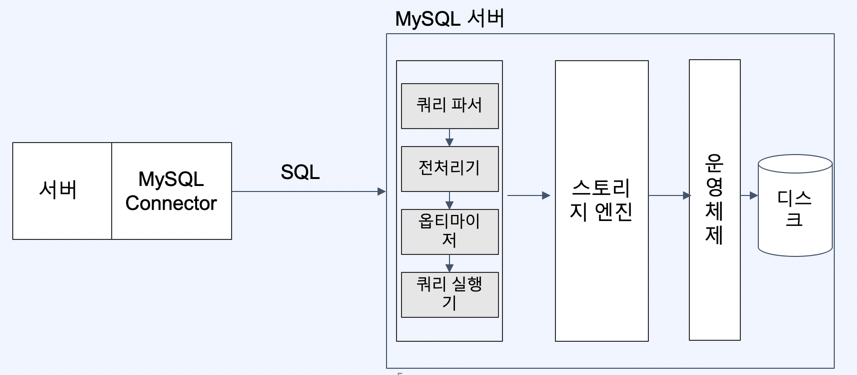 MySQL 서버
서버
MySQL
Connector
SQL
쿼리 파서
전처리기
옵티마이
저
쿼리 실행
기
스토리
지 엔진
운
영
체
제
디스
크